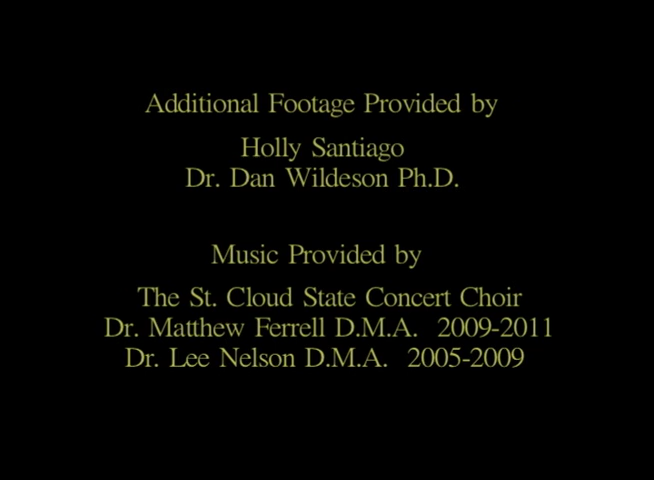 Additional Footage Provided by
Holly Santiago
Dr. Dan Wildeson Ph.D.
Music Provided by
The St. Cloud State Concert Choir
Dr. Matthew Ferrell D.M.A. 2009-2011
Dr. Lee Nelson D.M.A. 2005-2009